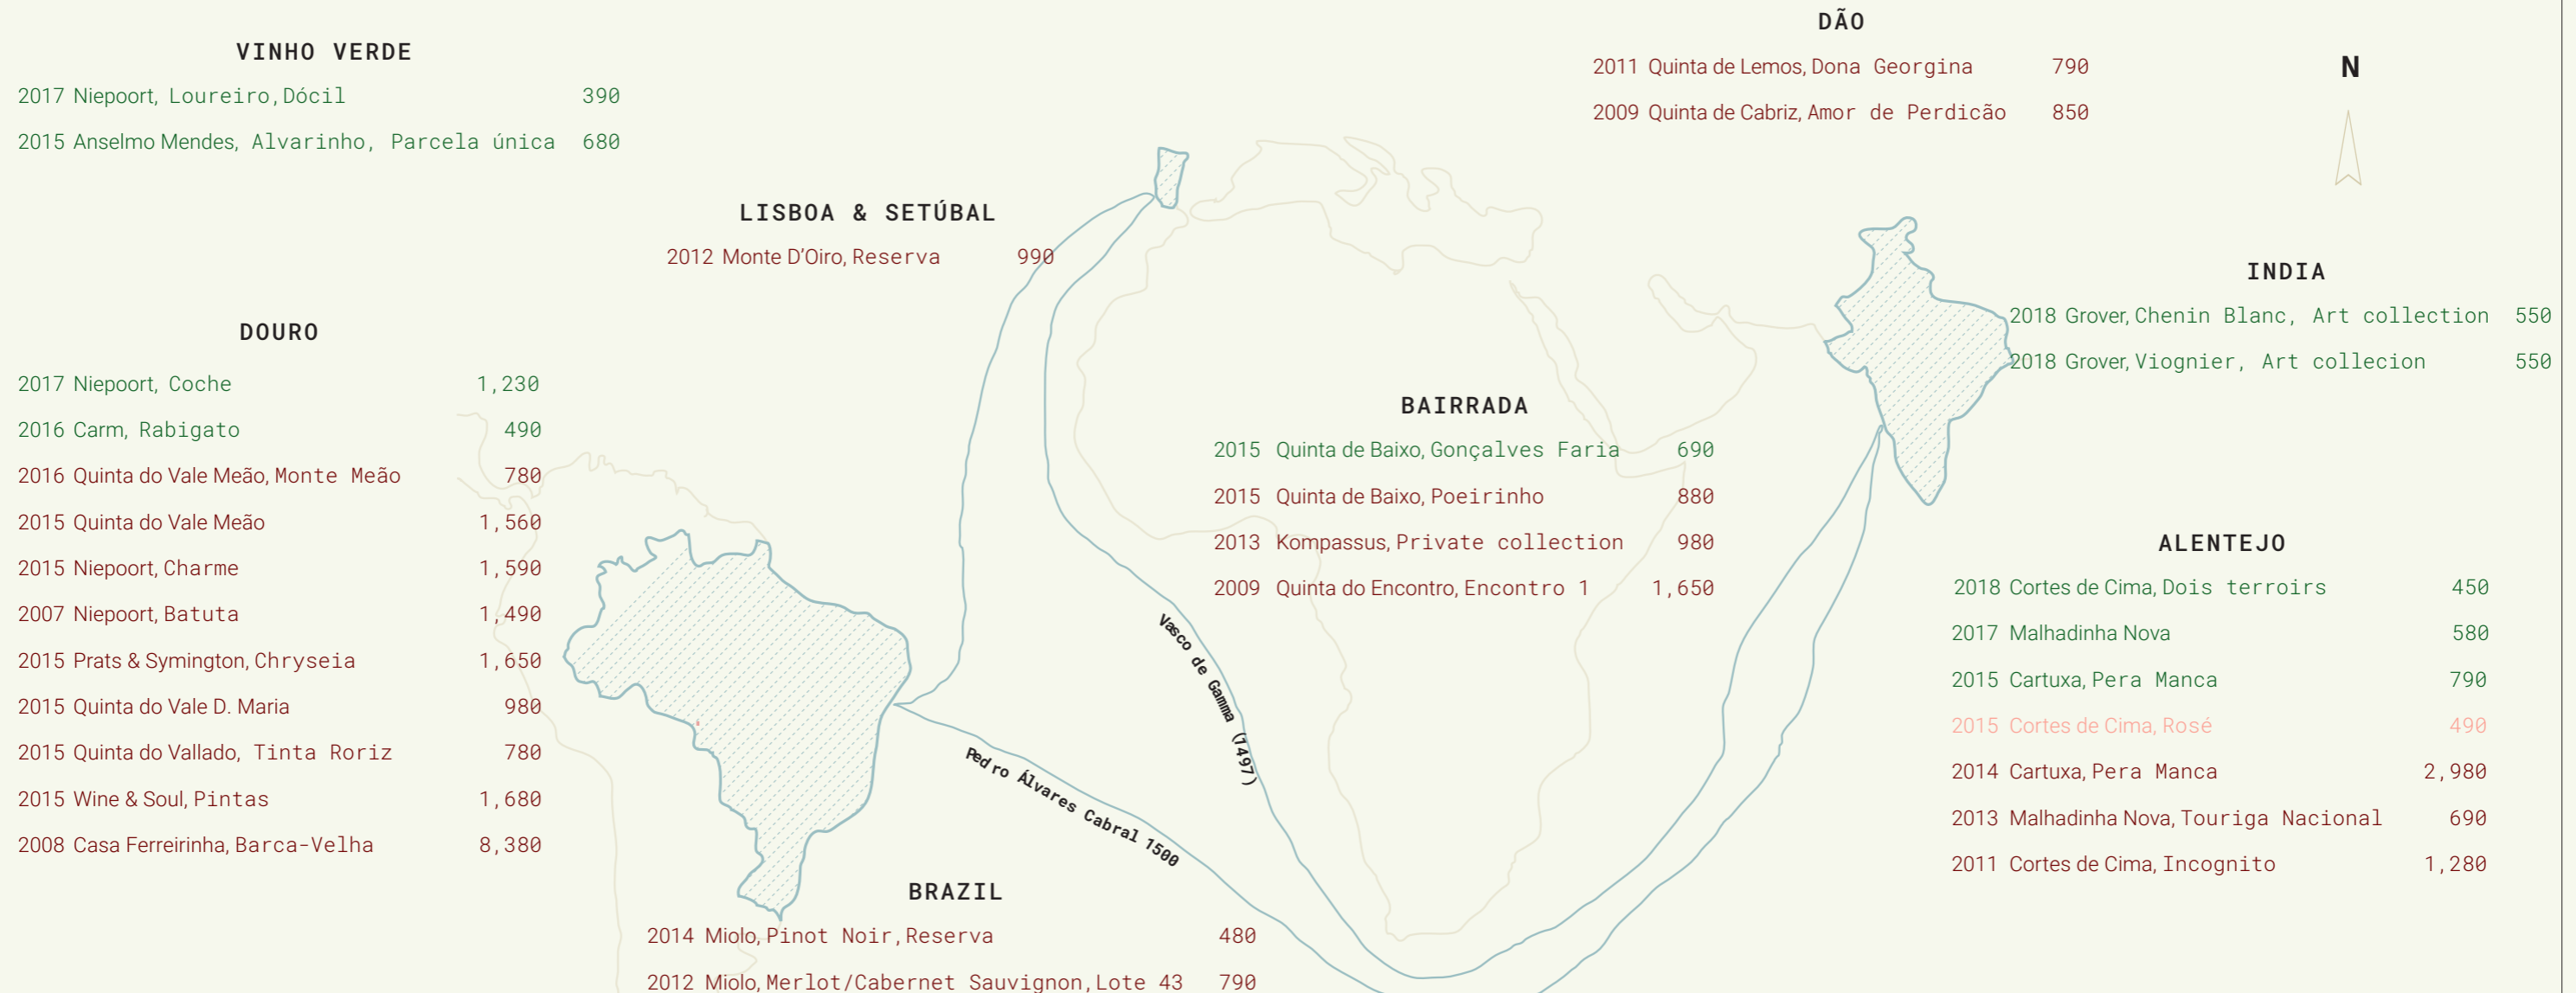 VINHO VERDE
2017 Niepoort, Loureiro, Dócil 390
2015 Anselmo Mendes, Alvarinho, Parcela única 680
DÃO
2011 Quinta de Lemos, Dona Georgina 790
2009 Quinta de Cabriz, Amor de Perdicão 850
N
LISBOA & SETÚBAL
2012 Monte D'Oiro, Reserva 990
INDIA
2018 Grover, Chenin Blanc, Art collection 550
2018 Grover, Viognier, Art collecion 550
DOURO
2017 Niepoort, Coche 1,230
2016 Carm, Rabigato 490
2016 Quinta do Vale Meão, Monte Meão 780
2015 Quinta do Vale Meão 1,560
2015 Niepoort, Charme 1,590
2007 Niepoort, Batuta 1,490
2015 Prats & Symington, Chryseia 1,650
2015 Quinta do Vale D. Maria 980
2015 Quinta do Vallado, Tinta Roriz 780
2015 Wine & Soul, Pintas 1,680
2008 Casa Ferreirinha, Barca-Velha 8,380
BAIRRADA
2015 Quinta de Baixo, Gonçalves Faria 690
2015 Quinta de Baixo, Poeirinho 880
2013 Kompassus, Private collection 980
2009 Quinta do Encontro, Encontro 1 1,650
ALENTEJO
2018 Cortes de Cima, Dois terroirs 450
2017 Malhadinha Nova 580
2015 Cartuxa, Pera Manca 790
2015 Cortes de Cima, Rosé 490
2014 Cartuxa, Pera Manca 2,980
2013 Malhadinha Nova, Touriga Nacional 690
2011 Cortes de Cima, Incognito 1,280
Vasco de Gamma (1497)
Pedro Álvares Cabral 1500
BRAZIL
2014 Miolo, Pinot Noir, Reserva 480
2012 Miolo, Merlot/Cabernet Sauvignon, Lote 43 790